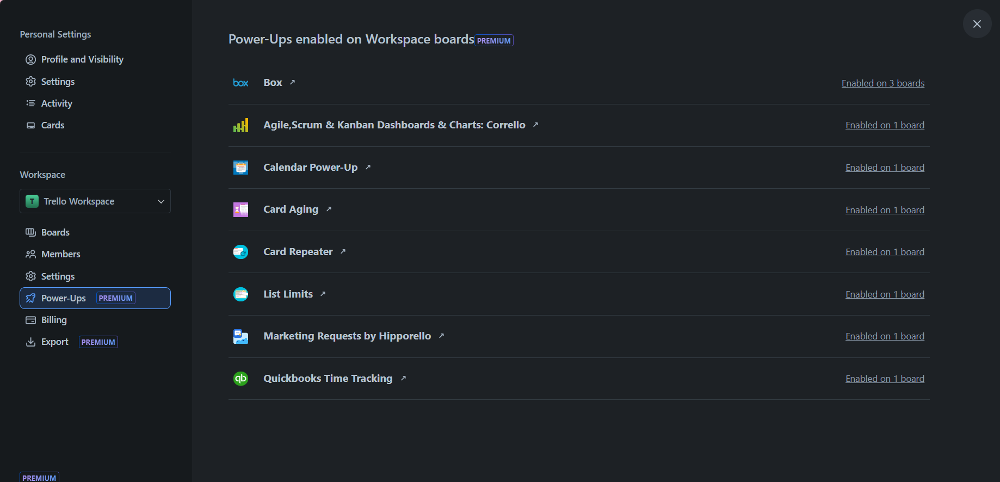 Personal Settings
Profile and Visibility
Settings
Activity
Cards
Workspace
T Trello Workspace
Boards
Members
Settings
Power-Ups PREMIUM
Billing
Export PREMIUM
PREMIUM
Power-Ups enabled on Workspace boards PREMIUM
box Box ↗ Enabled on 3 boards
Agile,Scrum & Kanban Dashboards & Charts: Corrello ↗ Enabled on 1 board
Calendar Power-Up ↗ Enabled on 1 board
Card Aging ↗ Enabled on 1 board
Card Repeater ↗ Enabled on 1 board
List Limits ↗ Enabled on 1 board
Marketing Requests by Hipporello ↗ Enabled on 1 board
qb Quickbooks Time Tracking ↗ Enabled on 1 board